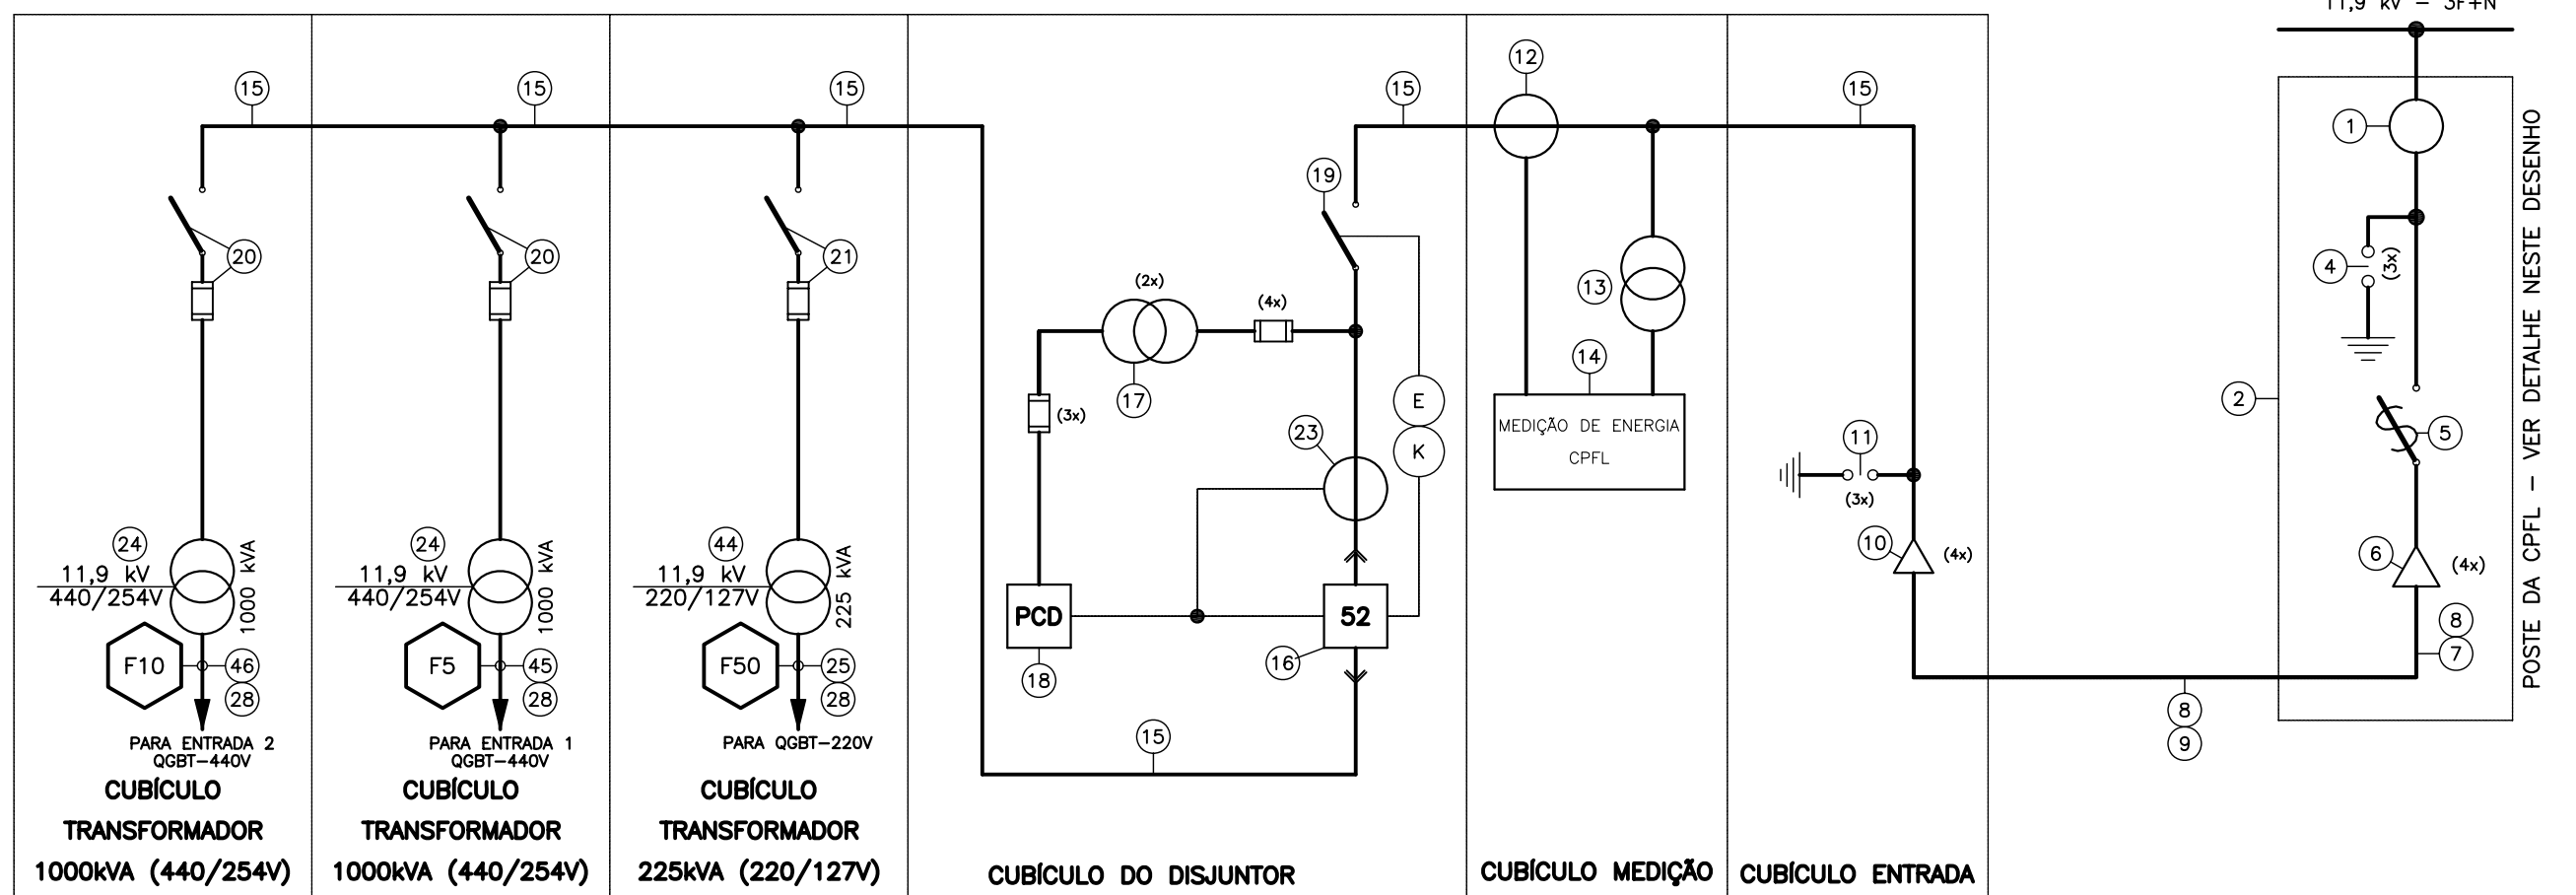 11,9 kV – 3F+N
15
15
15
15
12
15
1
19
20
20
21
4
(3x)
(2x)
(4x)
13
17
(3x)
14
2
E
K
MEDIÇÃO DE ENERGIA
CPFL
23
11
(3x)
5
10
(4x)
6
(4x)
8
7
8
9
POSTE DA CPFL – VER DETALHE NESTE DESENHO
24
11,9 kV
440/254V
1000 kVA
24
11,9 kV
440/254V
1000 kVA
44
11,9 kV
220/127V
225 kVA
PCD
52
16
18
15
F10
46
28
F5
45
28
F50
25
28
PARA ENTRADA 2
QGBT–440V
PARA ENTRADA 1
QGBT–440V
PARA QGBT–220V
CUBÍCULO
TRANSFORMADOR
1000kVA (440/254V)
CUBÍCULO
TRANSFORMADOR
1000kVA (440/254V)
CUBÍCULO
TRANSFORMADOR
225kVA (220/127V)
CUBÍCULO DO DISJUNTOR
CUBÍCULO MEDIÇÃO
CUBÍCULO ENTRADA